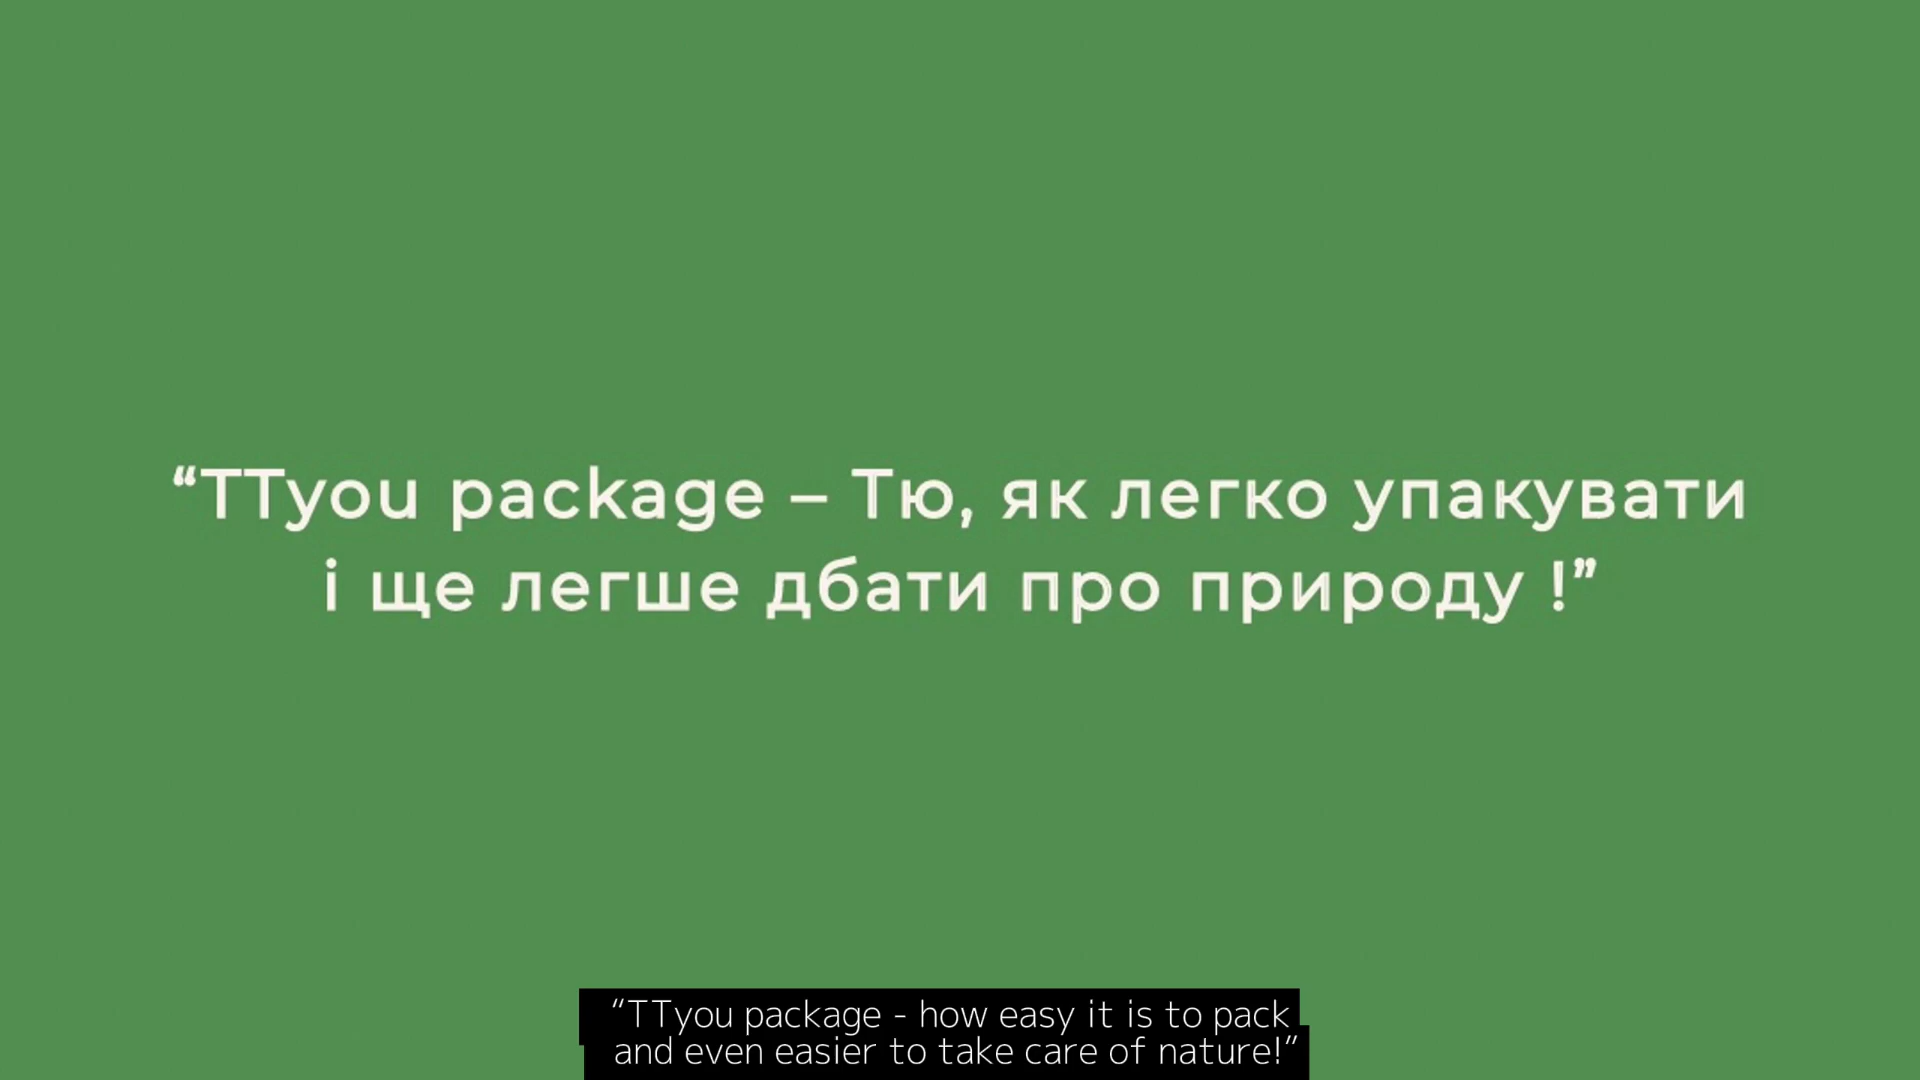 “TTyou package – Тю, як легко упакувати
і ще легше дбати про природу !”
“TTyou package - how easy it is to pack
and even easier to take care of nature!”